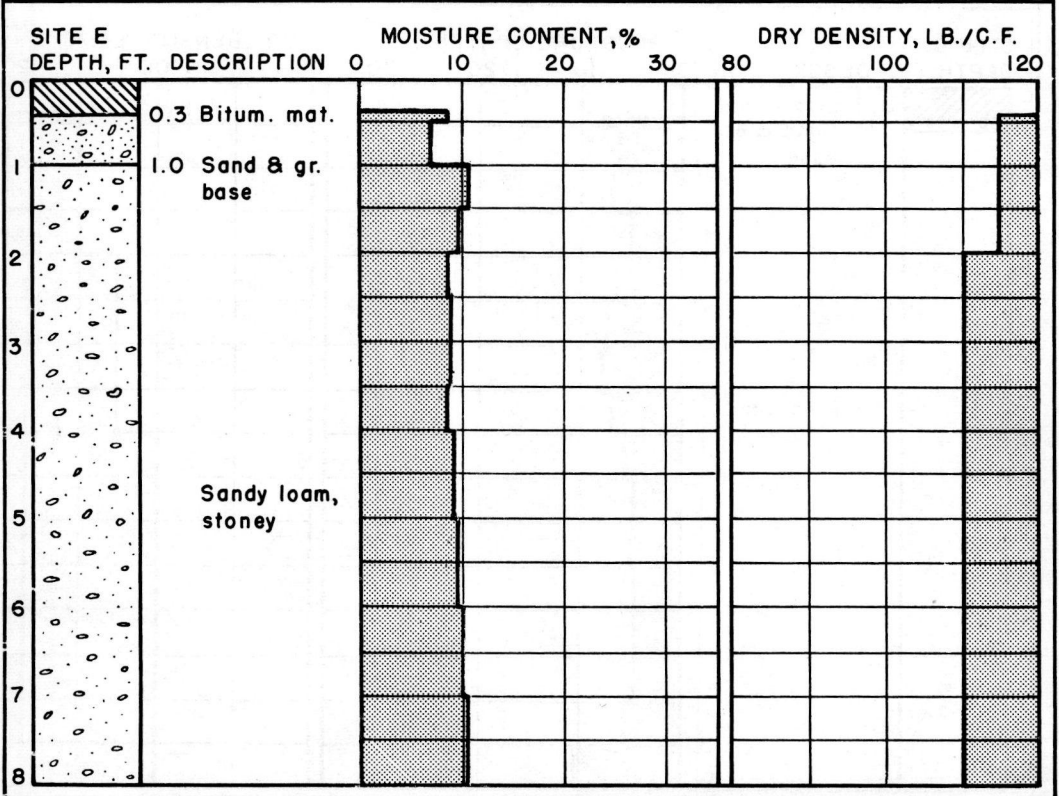 SITE E
DEPTH, FT. DESCRIPTION
MOISTURE CONTENT,%
0 10 20 30
DRY DENSITY, LB./C.F.
80 100 120
0
0.3 Bitum. mat.
1
1.0 Sand & gr.
base
2
3
4
Sandy loam,
stoney
5
6
7
8